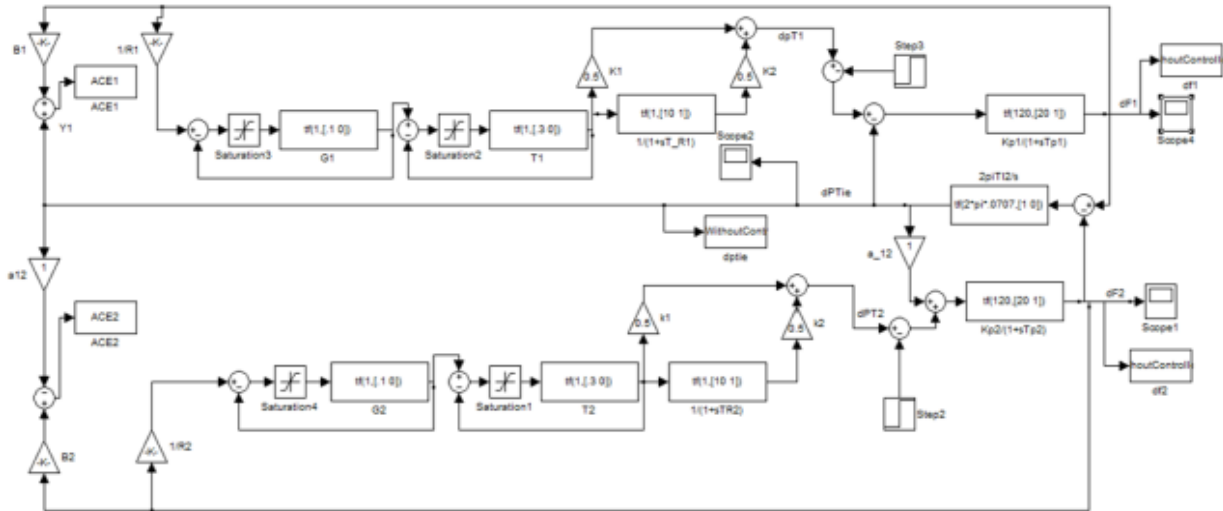 B1
-K-
1/R1
-K-
ACE1
ACE1
Y1
Saturation3
tf(1,[.1 0])
G1
Saturation2
tf(1,[.3 0])
T1
K1
0.5
tf(1,[10 1])
1/(1+sT_R1)
K2
0.5
dpT1
Step3
tf(120,[20 1])
Kp1/(1+sTp1)
dF1
houtControlle
df1
Scope4
Scope2
dPTie
2piTI2/s
tf(2*pi*.0707,[1 0])
WithoutContr
dptie
a_12
1
a12
1
ACE2
ACE2
Saturation4
tf(1,[.1 0])
G2
Saturation1
tf(1,[.3 0])
T2
k1
0.5
tf(1,[10 1])
1/(1+sTR2)
k2
0.5
dPT2
Step2
tf(120,[20 1])
Kp2/(1+sTp2)
dF2
Scope1
houtControlle
df2
-K-
B2
-K-
1/R2